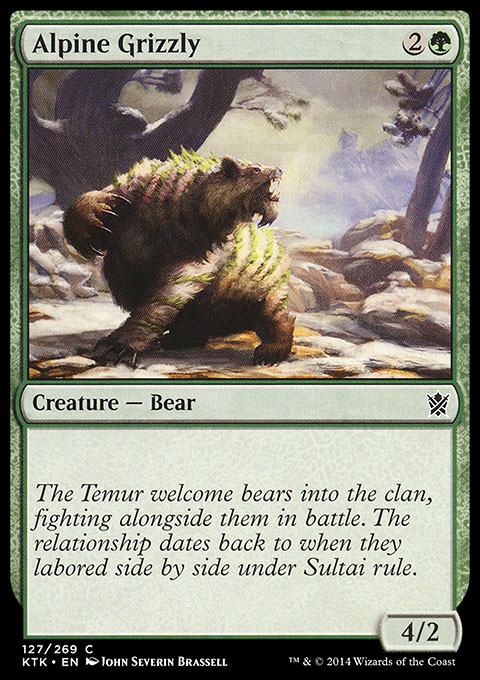 Alpine Grizzly 2
Creature — Bear
The Temur welcome bears into the clan,
fighting alongside them in battle. The
relationship dates back to when they
labored side by side under Sultai rule.
4/2
127/269 C
KTK • EN John Severin Brassell
™ & © 2014 Wizards of the Coast